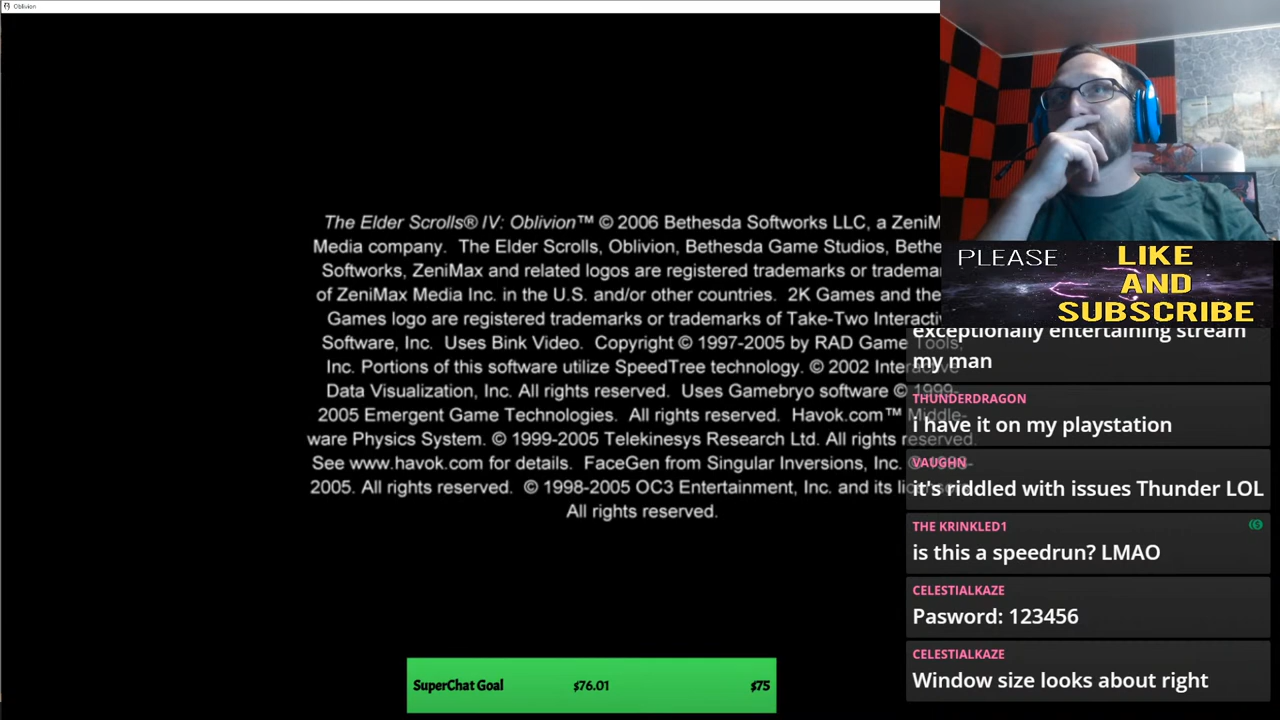 Oblivion
The Elder Scrolls® IV: Oblivion™ © 2006 Bethesda Softworks LLC, a ZeniM
Media company. The Elder Scrolls, Oblivion, Bethesda Game Studios, Bethe
Softworks, ZeniMax and related logos are registered trademarks or tradema
of ZeniMax Media Inc. in the U.S. and/or other countries. 2K Games and the
Games logo are registered trademarks or trademarks of Take-Two Interacti
Software, Inc. Uses Bink Video. Copyright © 1997-2005 by RAD Game Tools,
Inc. Portions of this software utilize SpeedTree technology. © 2002 Interactive
Data Visualization, Inc. All rights reserved. Uses Gamebryo software © 1999-
2005 Emergent Game Technologies. All rights reserved. Havok.com™ Middle-
ware Physics System. © 1999-2005 Telekinesys Research Ltd. All rights reserved.
See www.havok.com for details. FaceGen from Singular Inversions, Inc. ©
2005. All rights reserved. © 1998-2005 OC3 Entertainment, Inc. and its
All rights reserved.
SuperChat Goal $76.01 $75
PLEASE
LIKE
AND
SUBSCRIBE
exceptionally entertaining stream
my man
THUNDERDRAGON
I have it on my playstation
VAUGHN
it's riddled with issues Thunder LOL
THE KRINKLED1
is this a speedrun? LMAO
CELESTIALKAZE
Pasword: 123456
CELESTIALKAZE
Window size looks about right